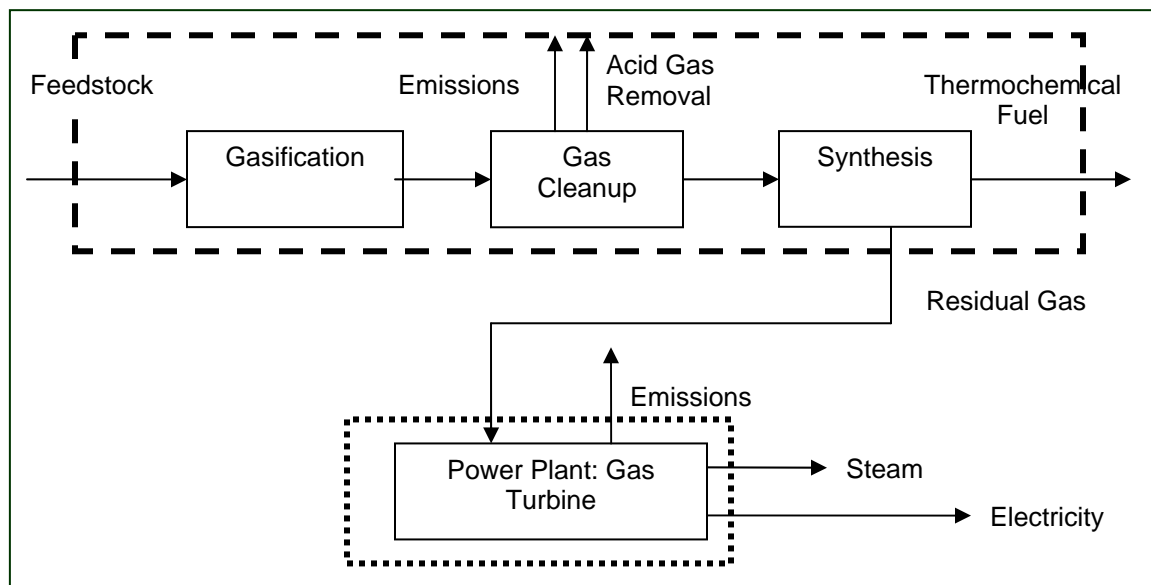 Feedstock
Emissions
Acid Gas
Removal
Thermochemical
Fuel
Gasification
Gas
Cleanup
Synthesis
Residual Gas
Emissions
Power Plant: Gas
Turbine
Steam
Electricity